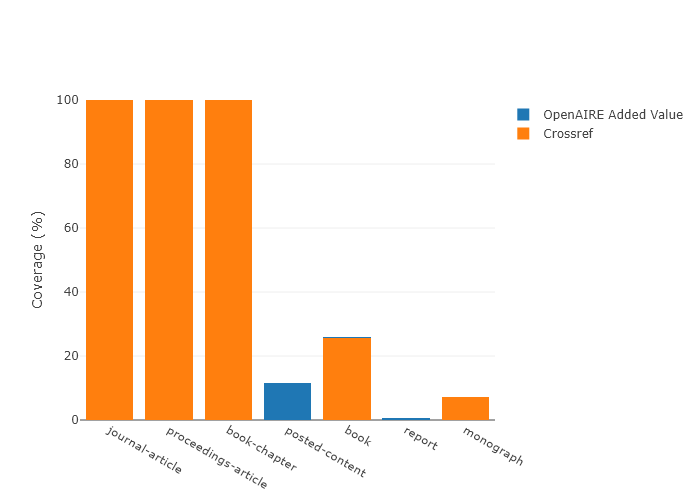 100
80
60
40
20
0
Coverage (%)
journal-article
proceedings-article
book-chapter
posted-content
book
report
monograph
OpenAIRE Added Value
Crossref